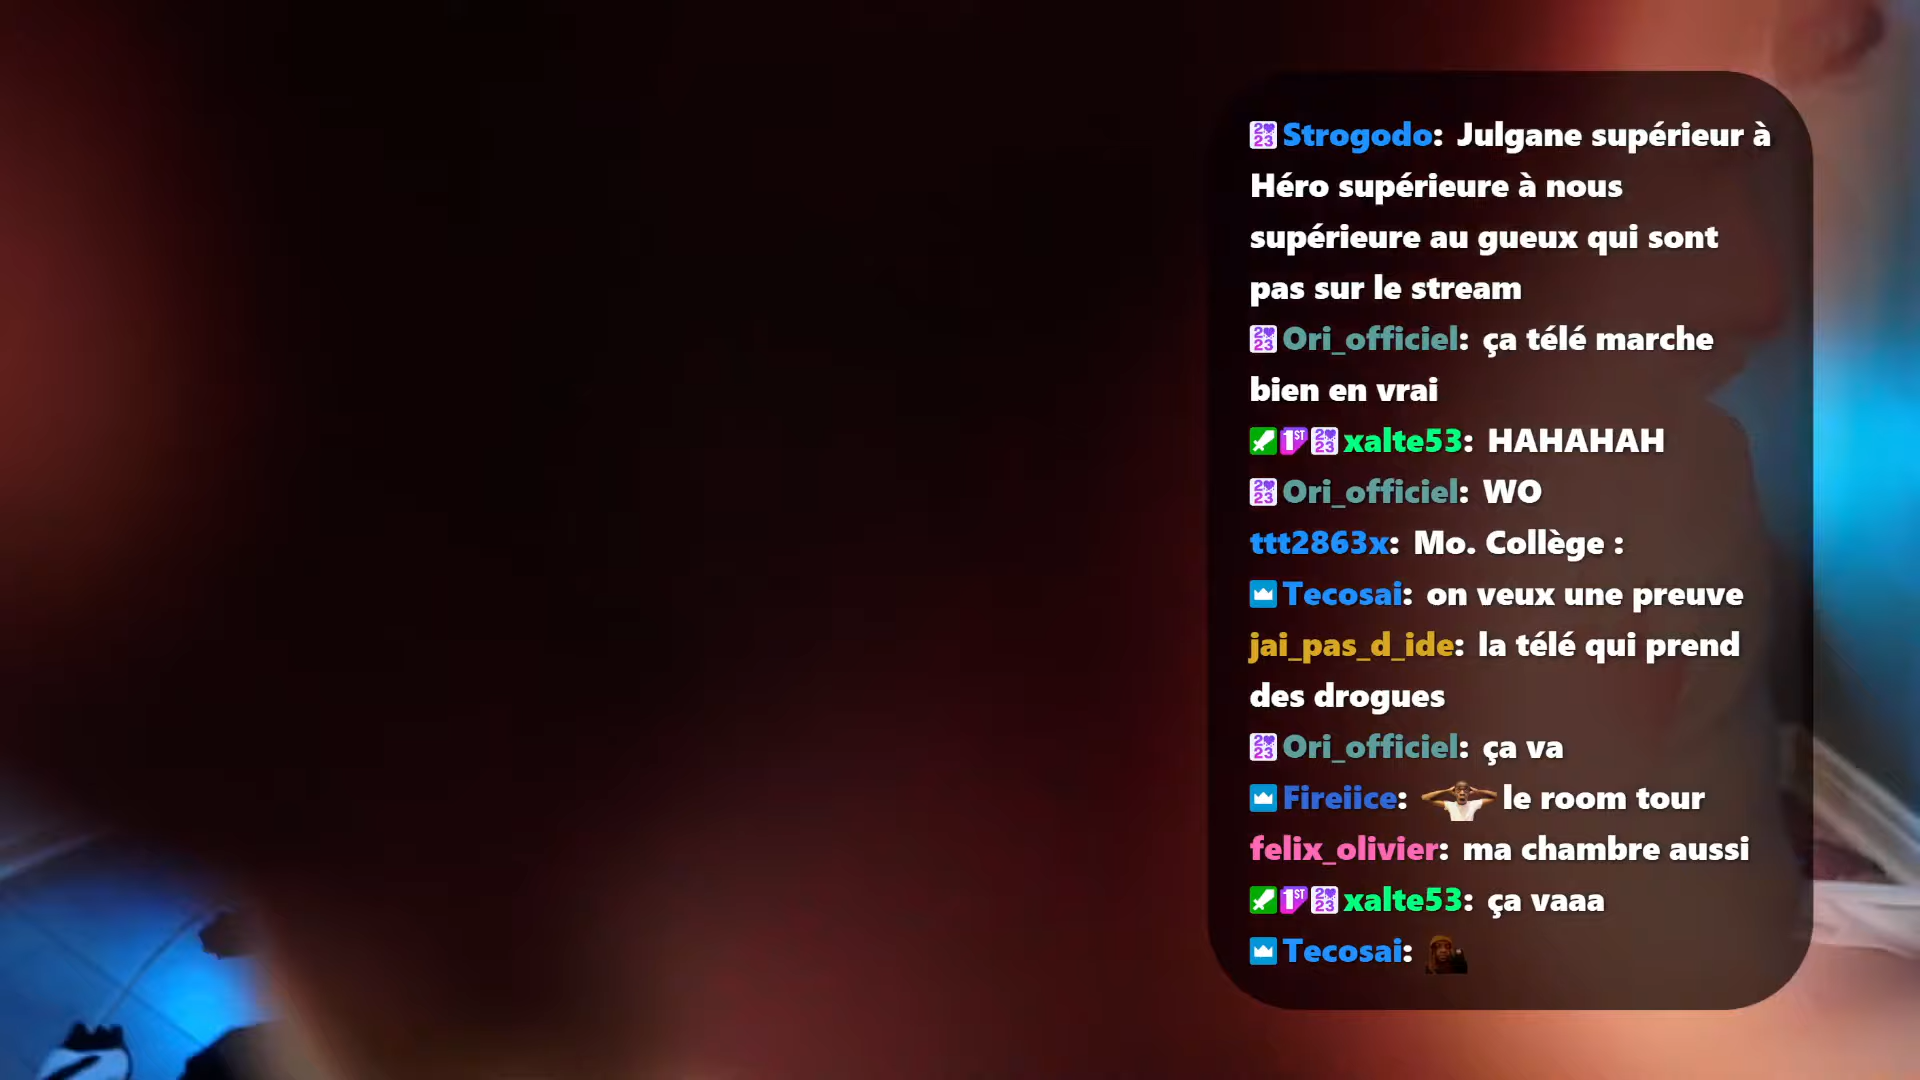 Strogodo: Julgane supérieur à
Héro supérieure à nous
supérieure au gueux qui sont
pas sur le stream
Ori_officiel: ça télé marche
bien en vrai
1ST xalte53: HAHAHAH
Ori_officiel: WO
ttt2863x: Mo. Collège :
Tecosai: on veux une preuve
jai_pas_d_ide: la télé qui prend
des drogues
Ori_officiel: ça va
Fireiice: le room tour
felix_olivier: ma chambre aussi
1ST xalte53: ça vaaa
Tecosai: